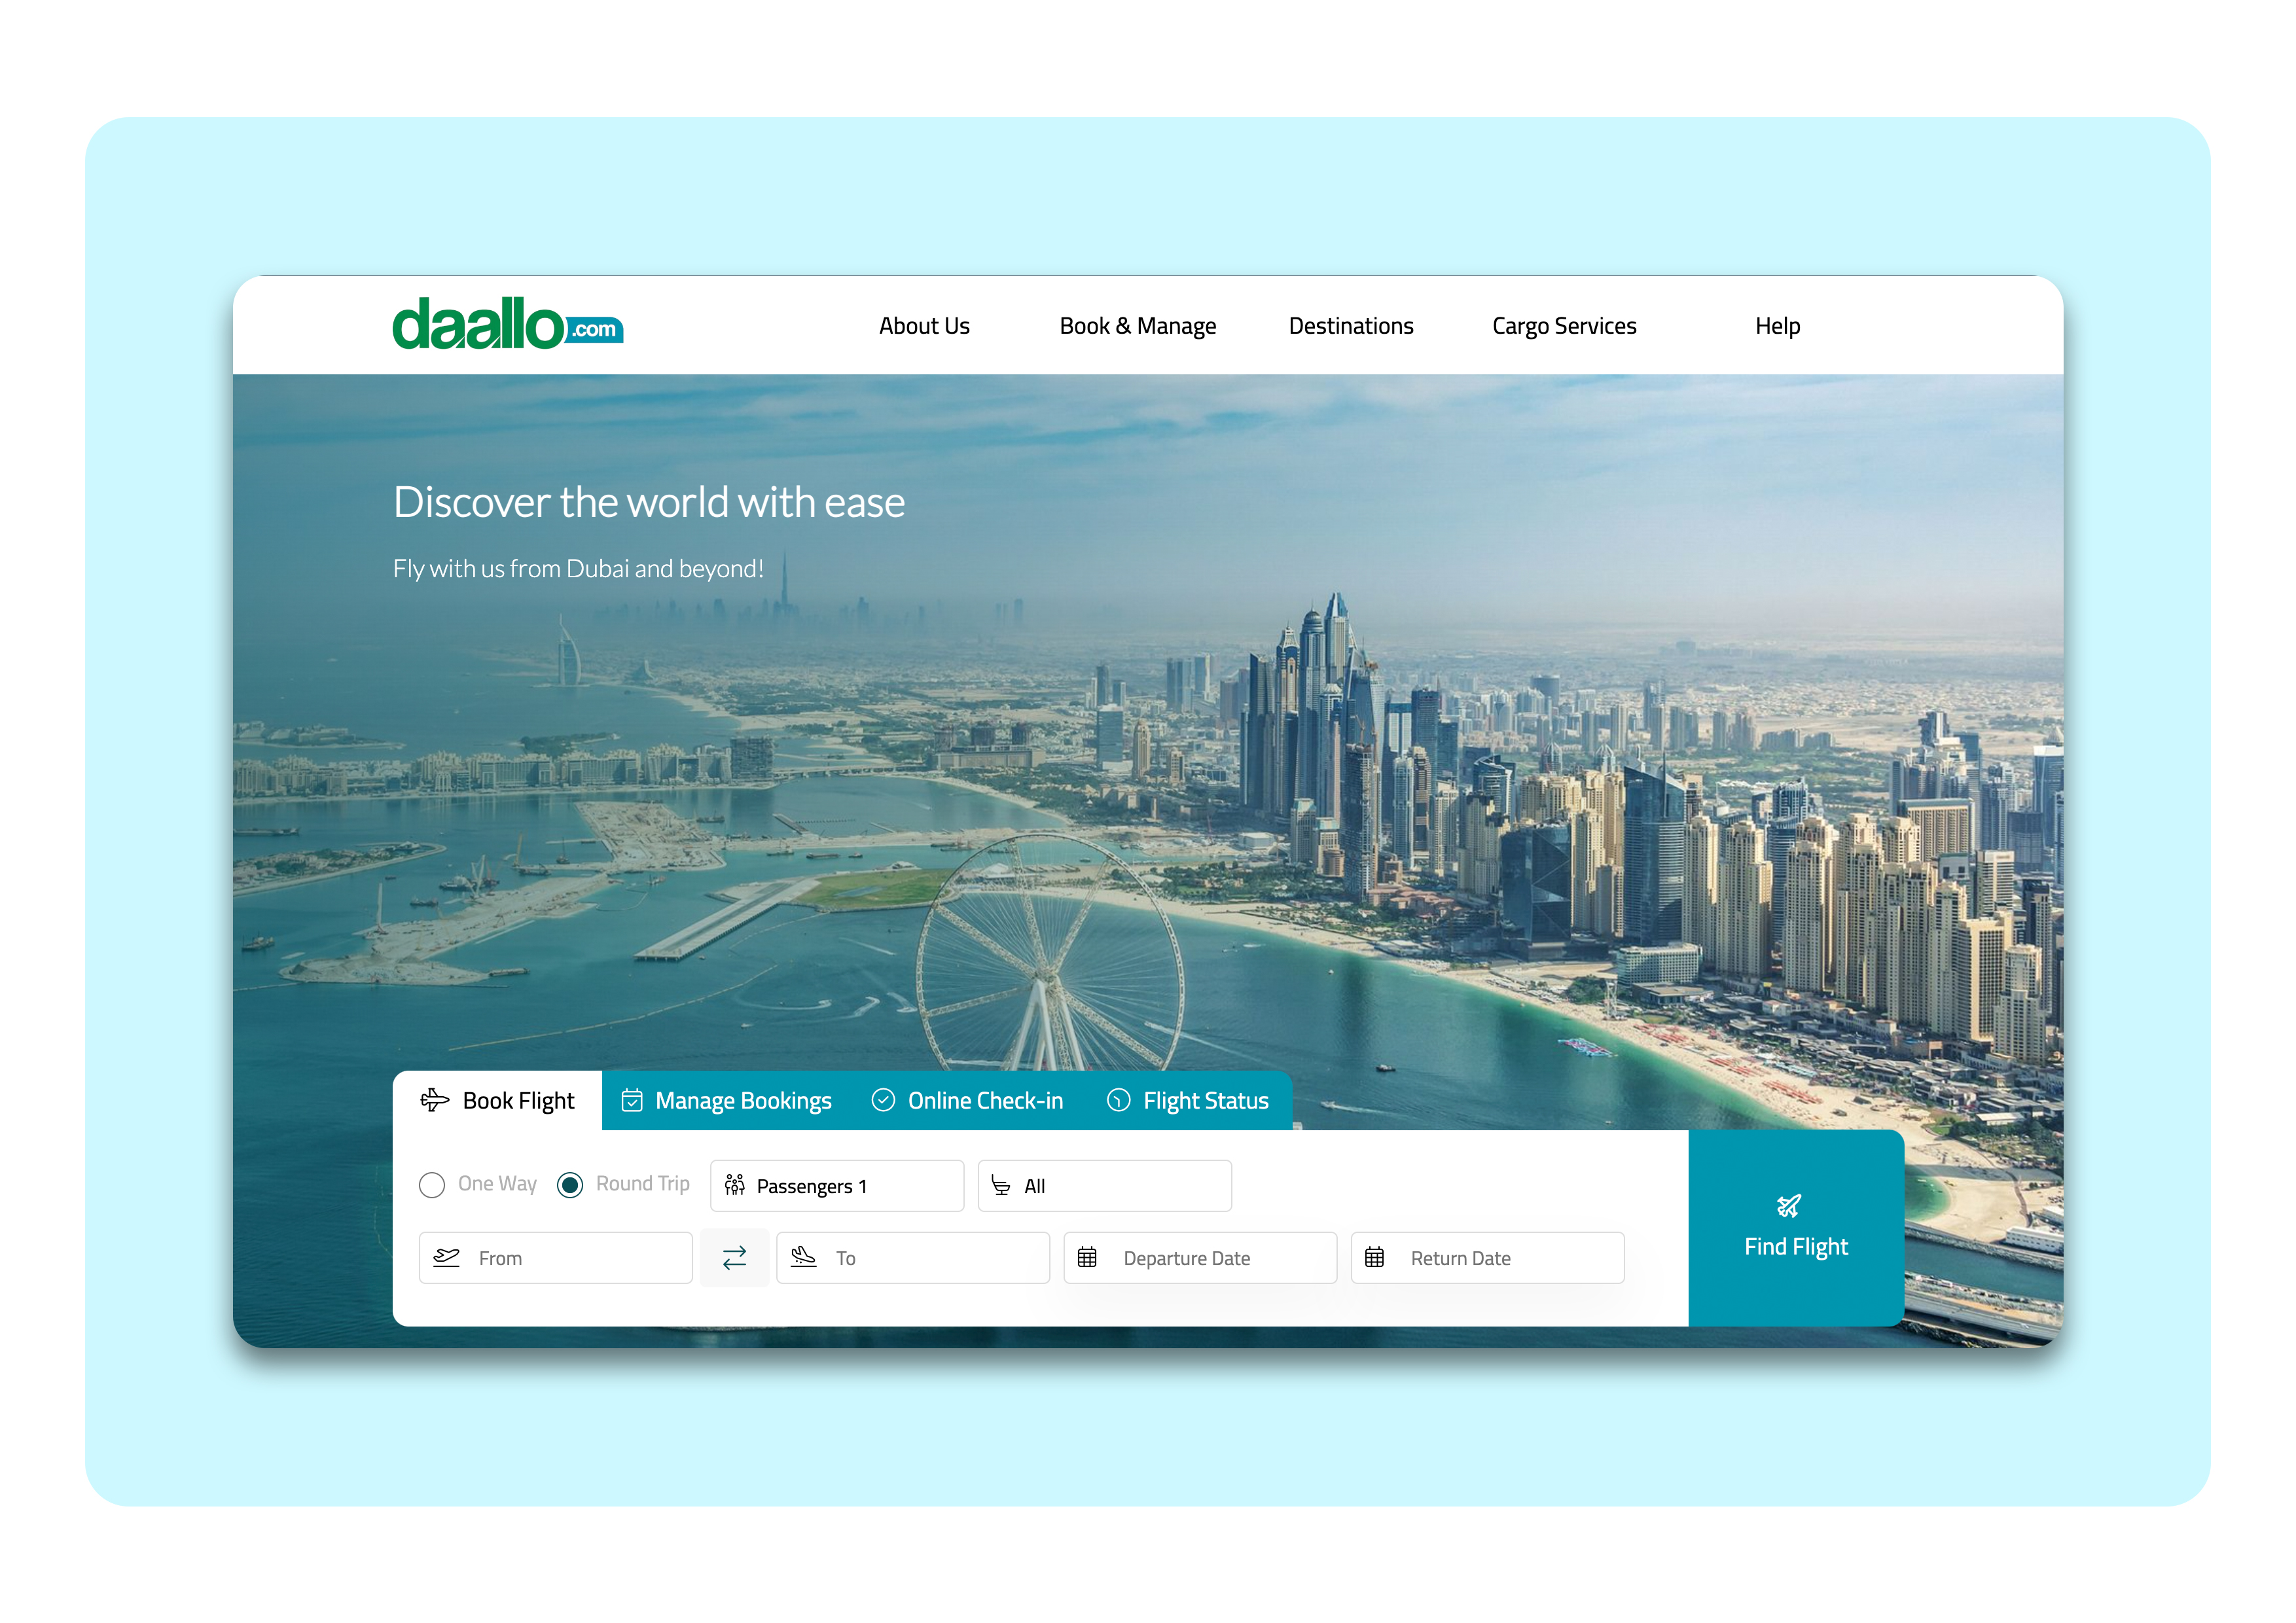 daallo.com
About Us Book & Manage Destinations Cargo Services Help
Discover the world with ease
Fly with us from Dubai and beyond!
Book Flight Manage Bookings Online Check-in Flight Status
One Way Round Trip Passengers 1 All
From To Departure Date Return Date
Find Flight